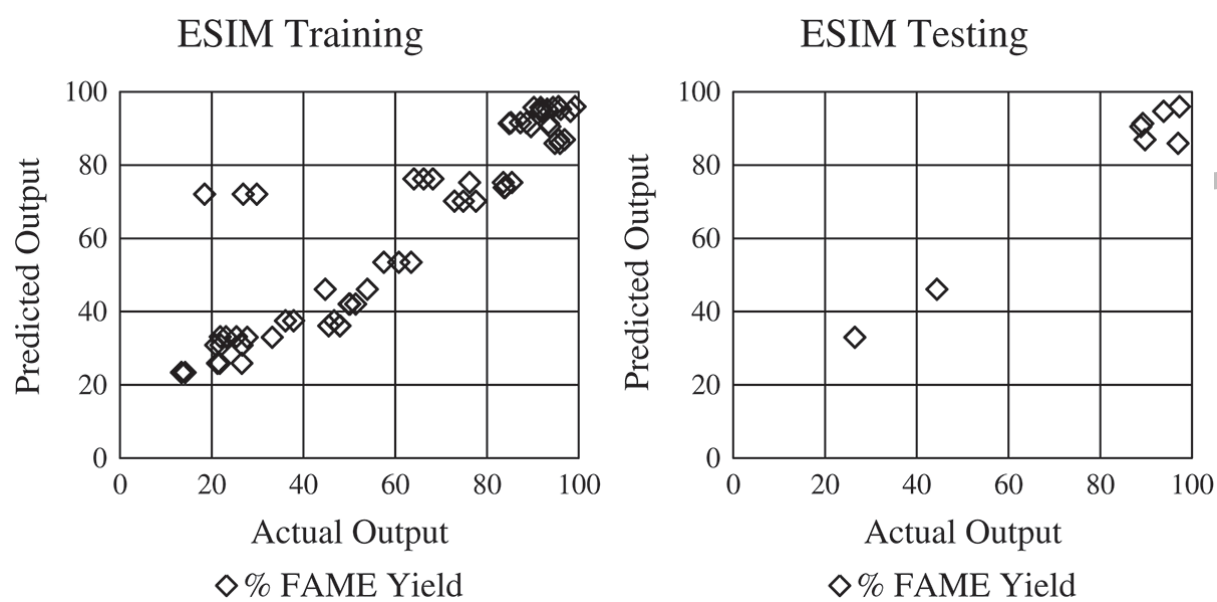 ESIM Training
Predicted Output
100
80
60
40
20
0
0 20 40 60 80 100
Actual Output
% FAME Yield
ESIM Testing
Predicted Output
100
80
60
40
20
0
0 20 40 60 80 100
Actual Output
% FAME Yield